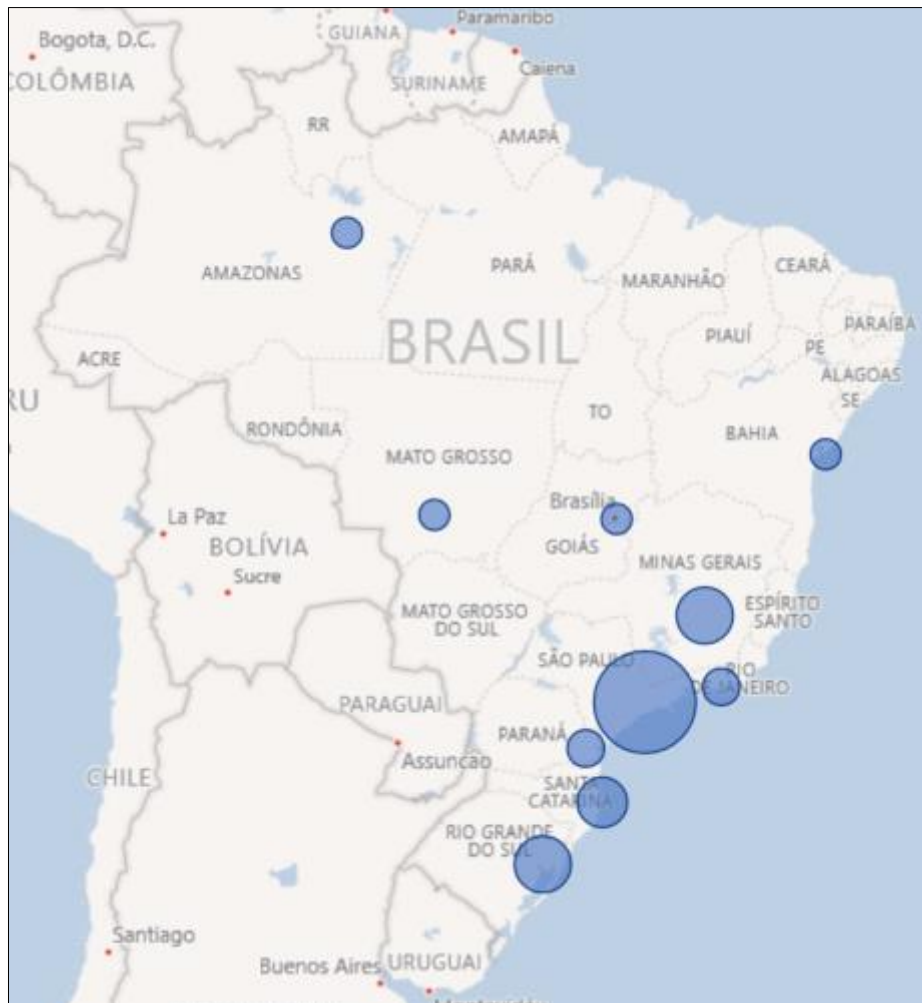 Paramaribo
GUIANA
Bogota, D.C.
Caiena
COLÔMBIA
SURINAME
RR
AMAPÁ
AMAZONAS
PARÁ
MARANHÃO
CEARÁ
BRASIL
PIAUÍ
PARAÍBA
PE
ACRE
ALAGOAS
RU
SE
TO
RONDÔNIA
BAHIA
MATO GROSSO
Brasília
La Paz
BOLÍVIA
GOIÁS
MINAS GERAIS
Sucre
MATO GROSSO
DO SUL
ESPÍRITO
SANTO
SÃO PAULO
RIO
DE JANEIRO
PARAGUAI
PARANÁ
Assunção
CHILE
SANTA
CATARINA
RIO GRANDE
DO SUL
Santiago
Buenos Aires
URUGUAI